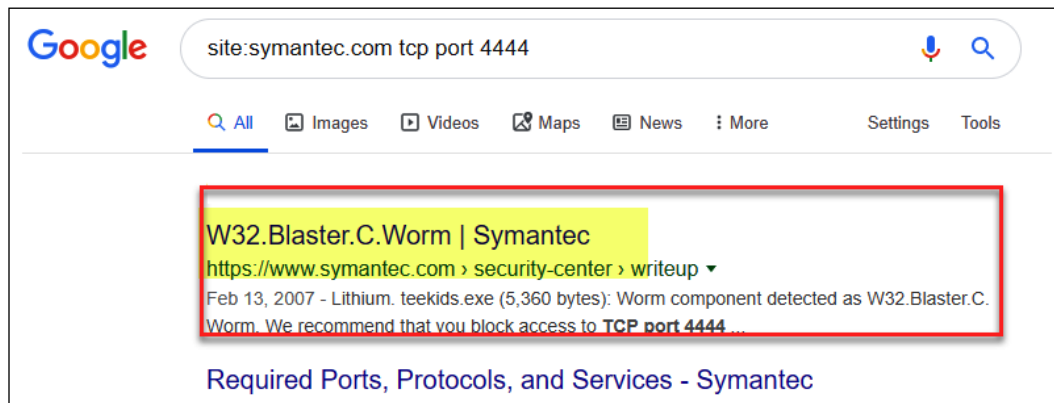 Google
site:symantec.com tcp port 4444
All Images Videos Maps News More Settings Tools
W32.Blaster.C.Worm | Symantec
https://www.symantec.com › security-center › writeup
Feb 13, 2007 - Lithium. teekids.exe (5,360 bytes): Worm component detected as W32.Blaster.C.
Worm. We recommend that you block access to TCP port 4444 ...
Required Ports, Protocols, and Services - Symantec